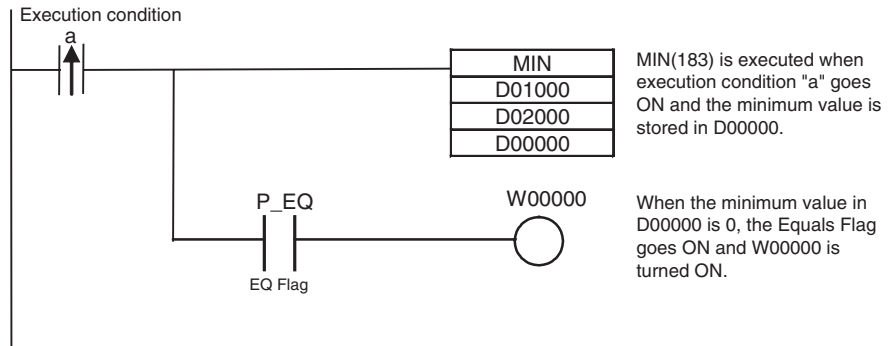 Execution condition
a
MIN
D01000
D02000
D00000
MIN(183) is executed when
execution condition "a" goes
ON and the minimum value is
stored in D00000.
P_EQ
EQ Flag
W00000
When the minimum value in
D00000 is 0, the Equals Flag
goes ON and W00000 is
turned ON.